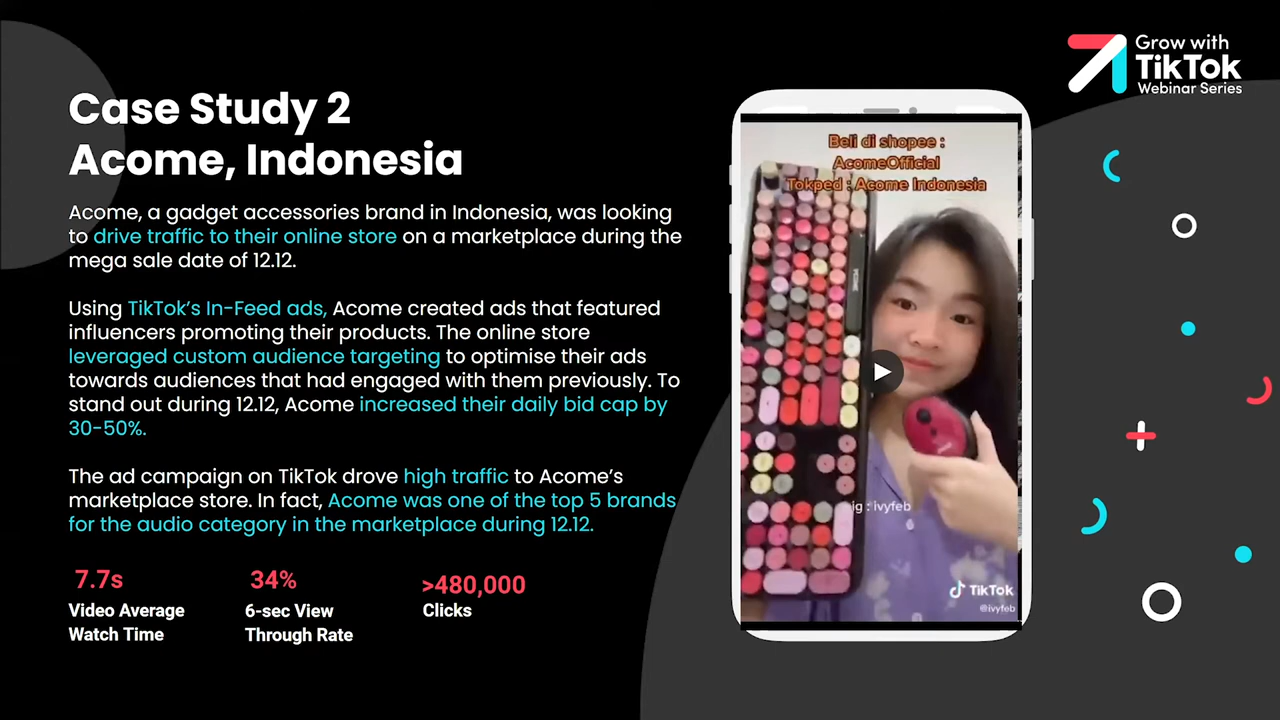 Grow with
TikTok
Webinar Series
Case Study 2
Acome, Indonesia
Acome, a gadget accessories brand in Indonesia, was looking
to drive traffic to their online store on a marketplace during the
mega sale date of 12.12.
Using TikTok’s In-Feed ads, Acome created ads that featured
influencers promoting their products. The online store
leveraged custom audience targeting to optimise their ads
towards audiences that had engaged with them previously. To
stand out during 12.12, Acome increased their daily bid cap by
30-50%.
The ad campaign on TikTok drove high traffic to Acome’s
marketplace store. In fact, Acome was one of the top 5 brands
for the audio category in the marketplace during 12.12.
7.7s
Video Average
Watch Time
34%
6-sec View
Through Rate
>480,000
Clicks
Beli di shopee :
AcomeOfficial
Tokped : Acome Indonesia
ig : ivyfeb
TikTok
@ivyfeb